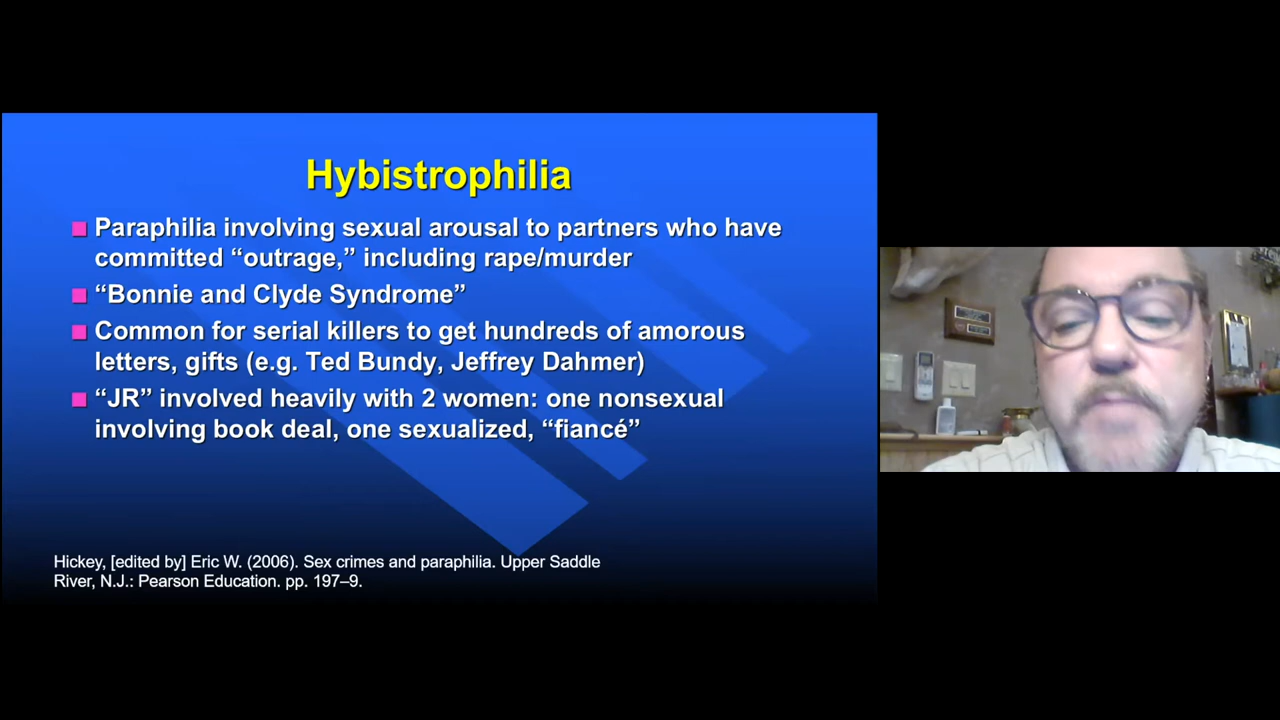 Hybistrophilia
Paraphilia involving sexual arousal to partners who have
committed “outrage,” including rape/murder
“Bonnie and Clyde Syndrome”
Common for serial killers to get hundreds of amorous
letters, gifts (e.g. Ted Bundy, Jeffrey Dahmer)
“JR” involved heavily with 2 women: one nonsexual
involving book deal, one sexualized, “fiancé”
Hickey, [edited by] Eric W. (2006). Sex crimes and paraphilia. Upper Saddle
River, N.J.: Pearson Education. pp. 197–9.